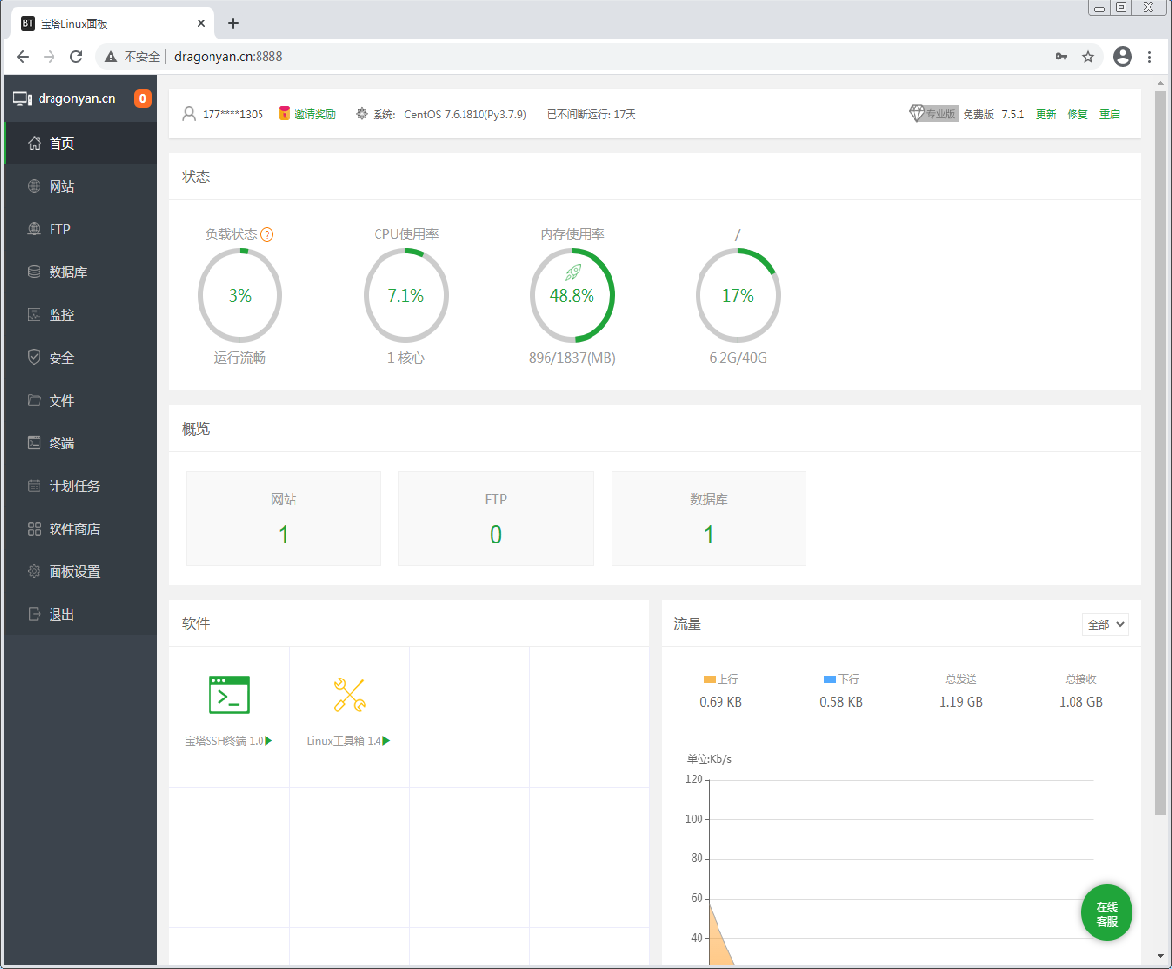 BT 宝塔Linux面板
不安全 dragonyan.cn:8888
dragonyan.cn 0
首页
网站
FTP
数据库
监控
安全
文件
终端
计划任务
软件商店
面板设置
退出
177****1305 邀请奖励 系统: CentOS 7.6.1810(Py3.7.9) 已不间断运行: 17天 专业版 免费版 7.5.1 更新 修复 重启
状态
负载状态 ? CPU使用率 内存使用率 /
3% 7.1% 48.8% 17%
运行流畅 1 核心 896/1837(MB) 6.2G/40G
概览
网站 FTP 数据库
1 0 1
软件
宝塔SSH终端 1.0 Linux工具箱 1.4
流量 全部
上行 下行 总发送 总接收
0.69 KB 0.58 KB 1.19 GB 1.08 GB
单位:Kb/s
120
100
80
60
40
在线
客服